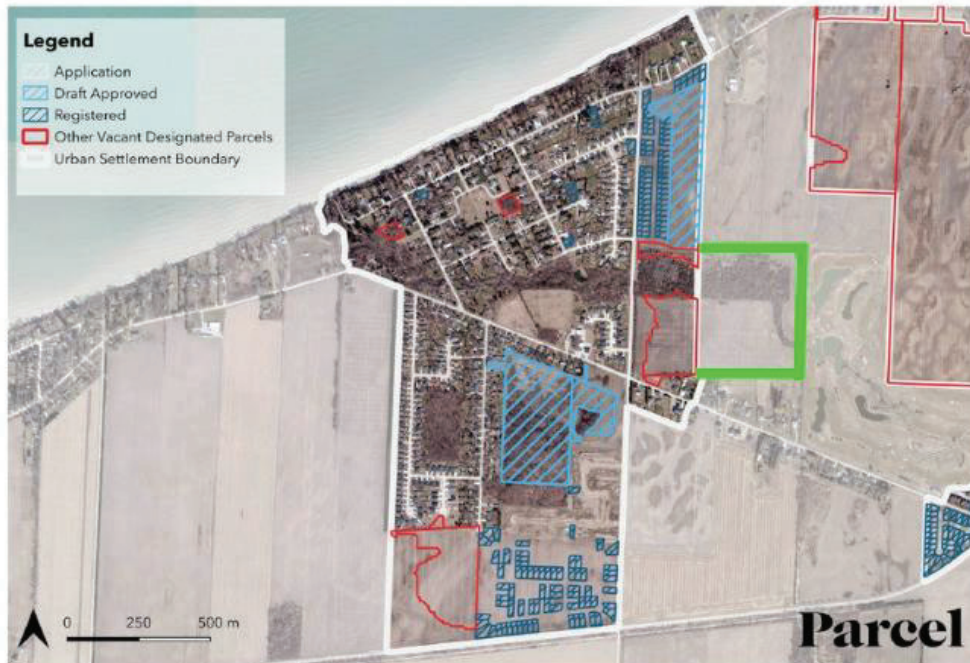 Legend
Application
Draft Approved
Registered
Other Vacant Designated Parcels
Urban Settlement Boundary
0 250 500 m
Parcel